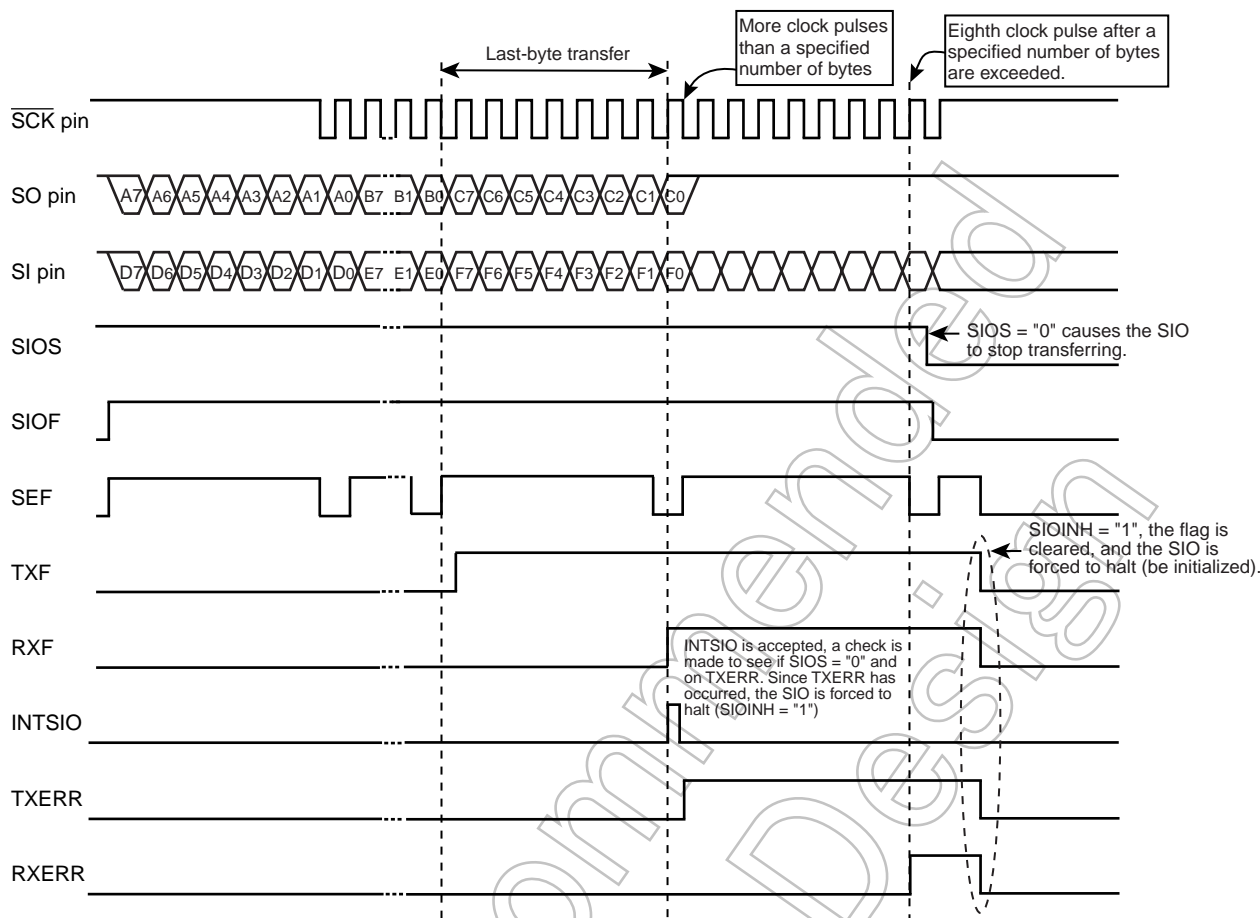 More clock pulses
than a specified
number of bytes
Eighth clock pulse after a
specified number of bytes
are exceeded.
Last-byte transfer
SCK pin
SO pin
A7 A6 A5 A4 A3 A2 A1 A0 B7 B1 B0 C7 C6 C5 C4 C3 C2 C1 C0
SI pin
D7 D6 D5 D4 D3 D2 D1 D0 E7 E1 E0 F7 F6 F5 F4 F3 F2 F1 F0
SIOS
SIOS = "0" causes the SIO
to stop transferring.
SIOF
SEF
SIOINH = "1", the flag is
cleared, and the SIO is
forced to halt (be initialized).
TXF
RXF
INTSIO is accepted, a check is
made to see if SIOS = "0" and
on TXERR. Since TXERR has
occurred, the SIO is forced to
halt (SIOINH = "1")
INTSIO
TXERR
RXERR
ommended
Design